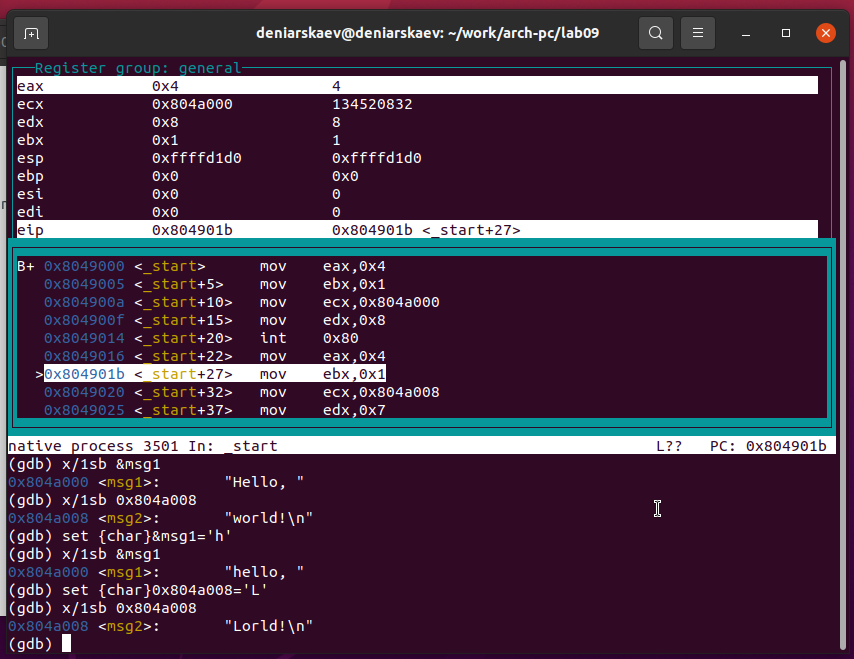 deniarskaev@deniarskaev: ~/work/arch-pc/lab09
Register group: general
eax 0x4 4
ecx 0x804a000 134520832
edx 0x8 8
ebx 0x1 1
esp 0xffffd1d0 0xffffd1d0
ebp 0x0 0x0
esi 0x0 0
edi 0x0 0
eip 0x804901b 0x804901b <_start+27>
B+ 0x8049000 <_start> mov eax,0x4
0x8049005 <_start+5> mov ebx,0x1
0x804900a <_start+10> mov ecx,0x804a000
0x804900f <_start+15> mov edx,0x8
0x8049014 <_start+20> int 0x80
0x8049016 <_start+22> mov eax,0x4
>0x804901b <_start+27> mov ebx,0x1
0x8049020 <_start+32> mov ecx,0x804a008
0x8049025 <_start+37> mov edx,0x7
native process 3501 In: _start L?? PC: 0x804901b
(gdb) x/1sb &msg1
0x804a000 <msg1>: "Hello, "
(gdb) x/1sb 0x804a008
0x804a008 <msg2>: "world!\n"
(gdb) set {char}&msg1='h'
(gdb) x/1sb &msg1
0x804a000 <msg1>: "hello, "
(gdb) set {char}0x804a008='L'
(gdb) x/1sb 0x804a008
0x804a008 <msg2>: "Lorld!\n"
(gdb)